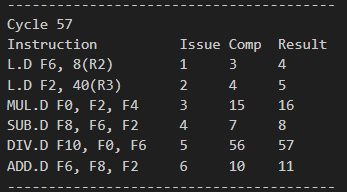 -----------------------------------------
Cycle 57
Instruction Issue Comp Result
L.D F6, 8(R2) 1 3 4
L.D F2, 40(R3) 2 4 5
MUL.D F0, F2, F4 3 15 16
SUB.D F8, F6, F2 4 7 8
DIV.D F10, F0, F6 5 56 57
ADD.D F6, F8, F2 6 10 11
-----------------------------------------